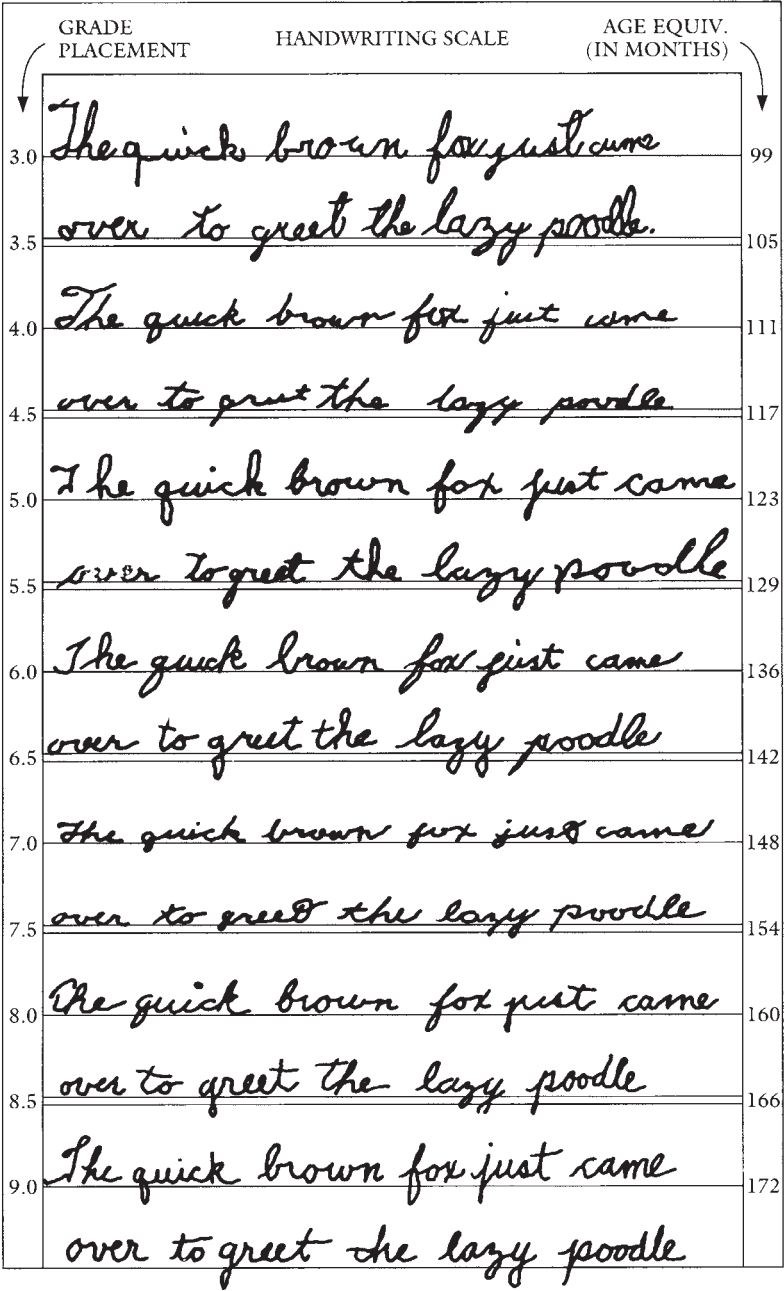 GRADE PLACEMENT HANDWRITING SCALE AGE EQUIV. (IN MONTHS)
3.0 The quick brown fox just came 99
over to greet the lazy poodle.
3.5 105
4.0 The quick brown fox just came 111
over to greet the lazy poodle
4.5 117
5.0 The quick brown fox just came 123
over to greet the lazy poodle
5.5 129
6.0 The quick brown fox just came 136
over to greet the lazy poodle
6.5 142
7.0 The quick brown fox just came 148
over to greet the lazy poodle
7.5 154
8.0 The quick brown fox just came 160
over to greet the lazy poodle
8.5 166
9.0 The quick brown fox just came 172
over to greet the lazy poodle